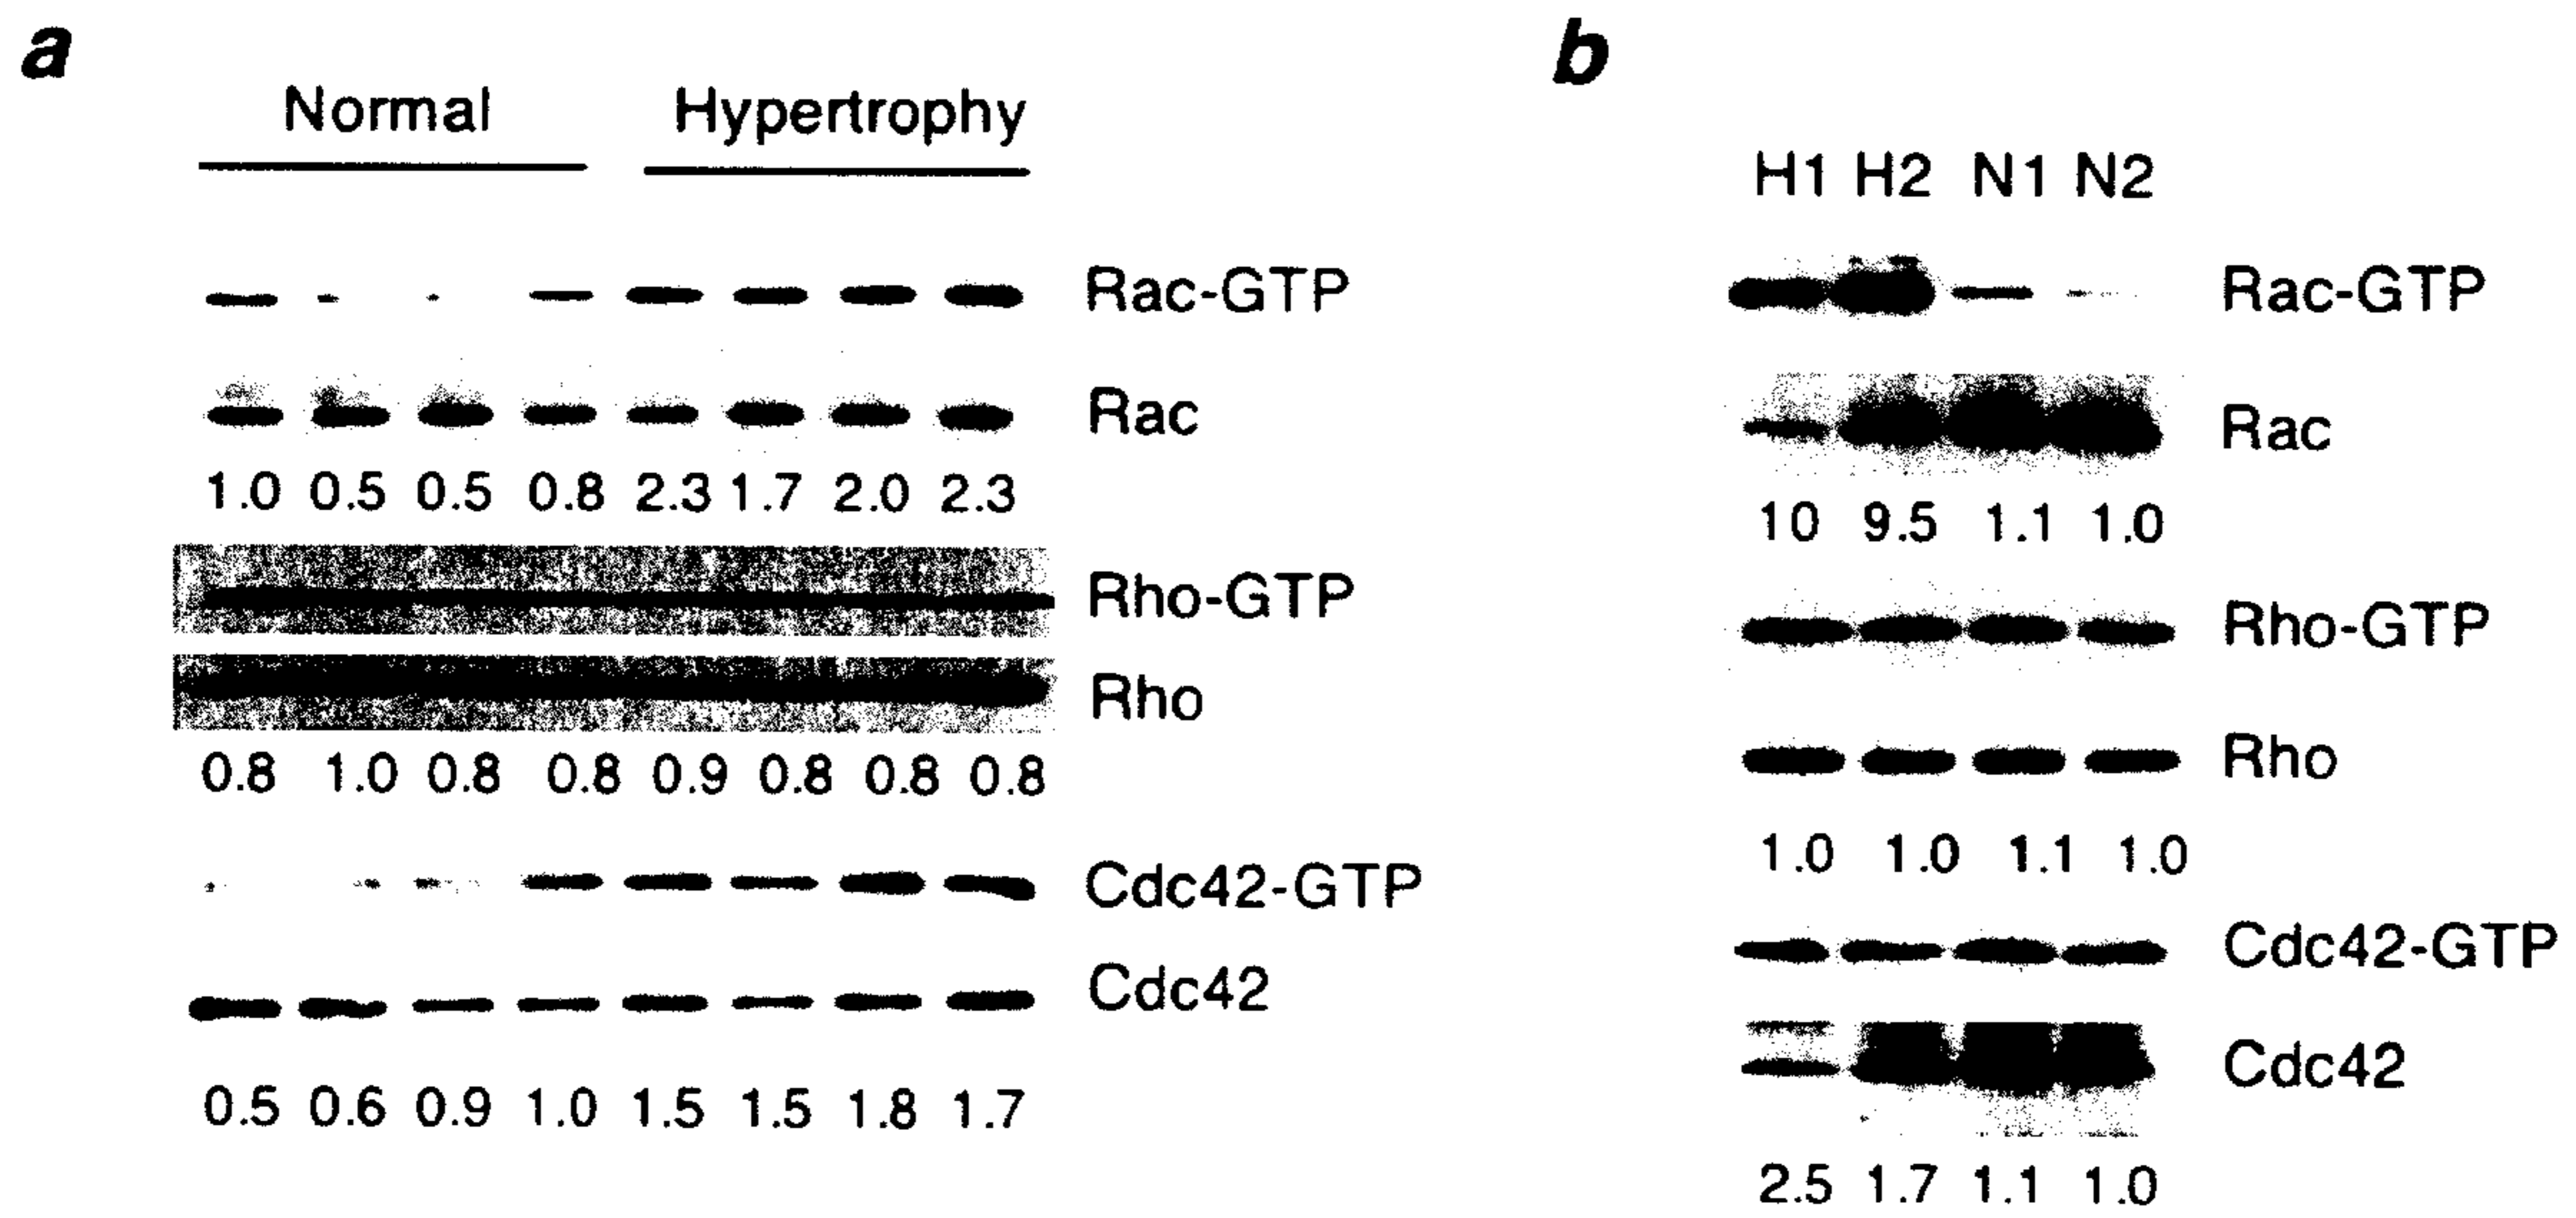 a
Normal Hypertrophy
Rac-GTP
Rac
1.0 0.5 0.5 0.8 2.3 1.7 2.0 2.3
Rho-GTP
Rho
0.8 1.0 0.8 0.8 0.9 0.8 0.8 0.8
Cdc42-GTP
Cdc42
0.5 0.6 0.9 1.0 1.5 1.5 1.8 1.7
b
H1 H2 N1 N2
Rac-GTP
Rac
10 9.5 1.1 1.0
Rho-GTP
Rho
1.0 1.0 1.1 1.0
Cdc42-GTP
Cdc42
2.5 1.7 1.1 1.0